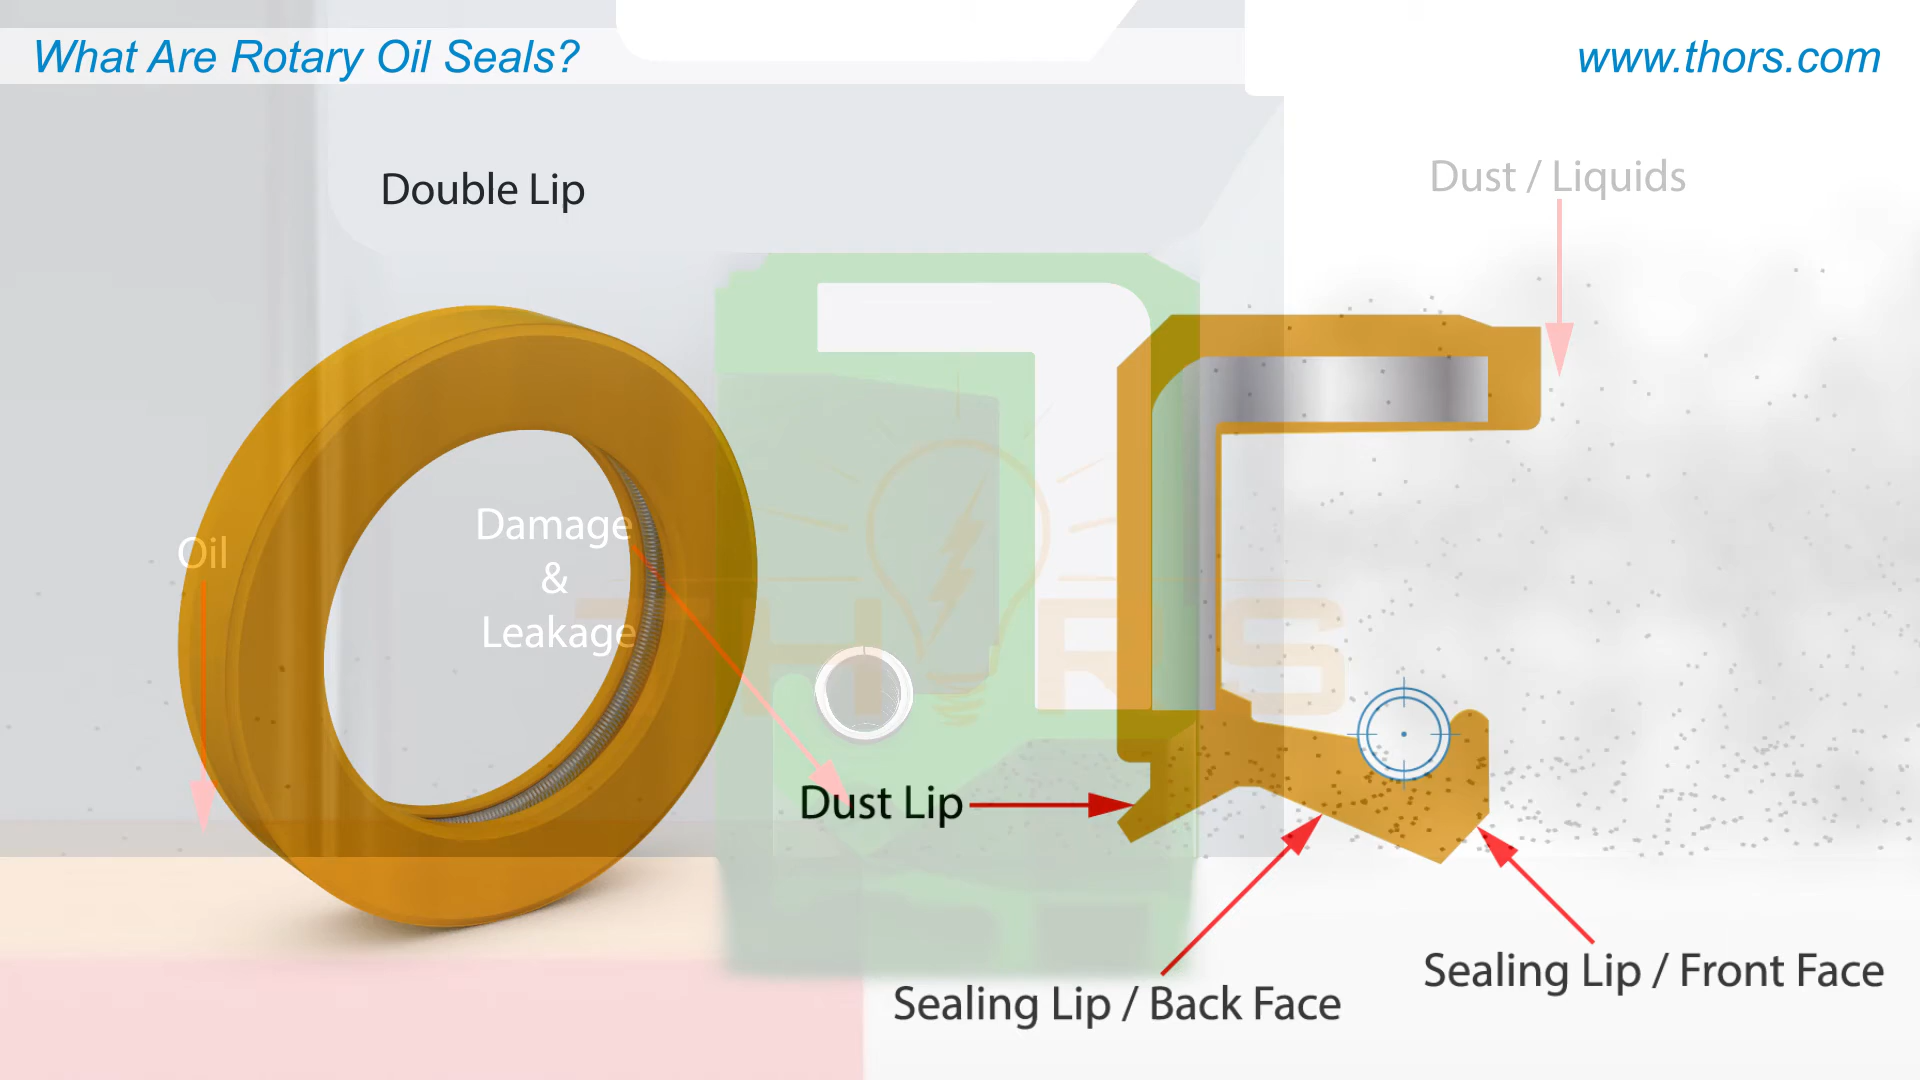 What Are Rotary Oil Seals?
www.thors.com
Double Lip
Dust / Liquids
Oil
Damage
&
Leakage
THORS
Dust Lip
Sealing Lip / Back Face
Sealing Lip / Front Face